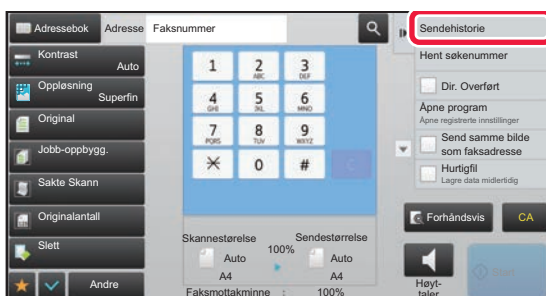 Adressebok
Adresse
Faksnummer
Kontrast
Auto
Oppløsning
Superfin
Original
Jobb-oppbygg.
Sakte Skann
Originalantall
Slett
Andre
1
2
ABC
3
DEF
4
GHI
5
JKL
6
MNO
7
PQRS
8
TUV
9
WXYZ
0
#
C
Skannestørelse
100%
Sendestørrelse
Auto
A4
Auto
A4
Faksmottakminne : 100%
Sendehistorie
Hent søkenummer
Dir. Overført
Åpne program
Åpne registrerte innstillinger
Send samme bilde
som faksadresse
Hurtigfil
Lagre data midlertidig
Forhåndsvis
CA
Høyt-
taler
Start